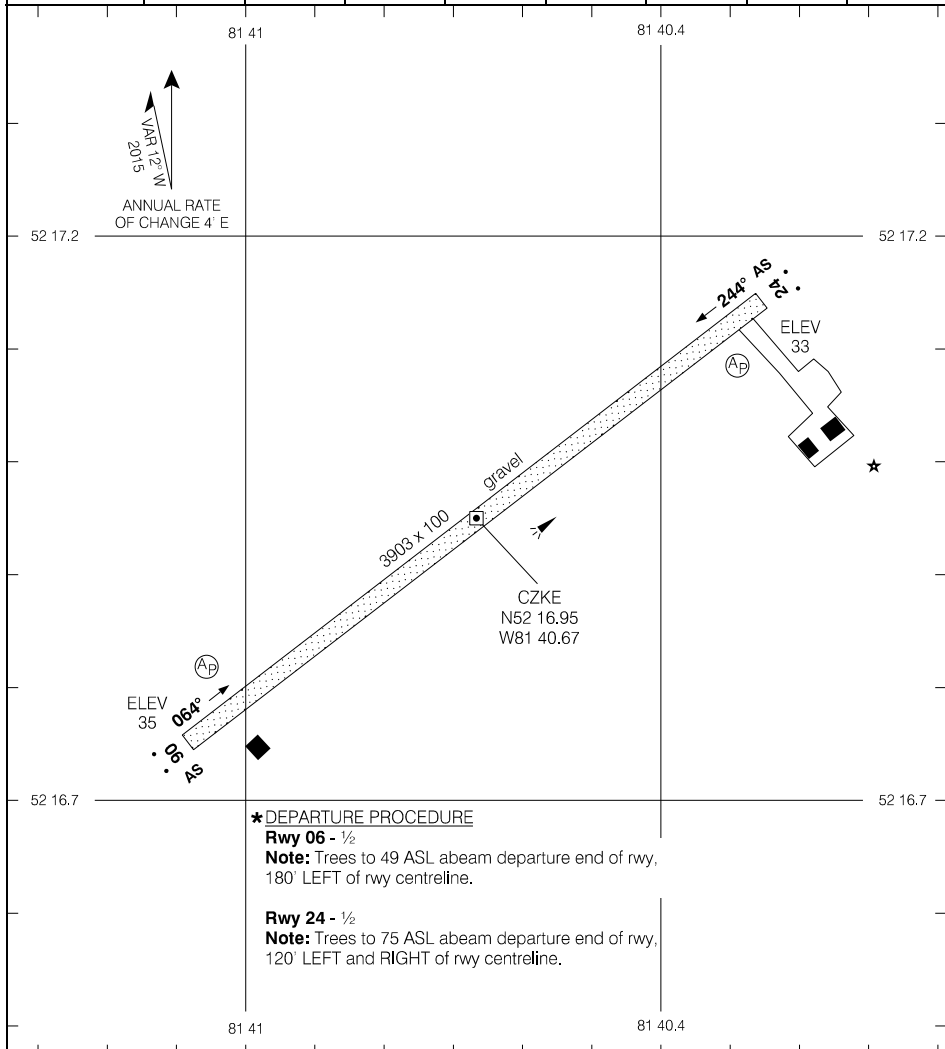 81 41
81 40.4
VAR 12° W
2015
ANNUAL RATE
OF CHANGE 4' E
52 17.2
52 17.2
244° AS
24
ELEV
33
AP
gravel
3903 x 100
CZKE
N52 16.95
W81 40.67
AP
ELEV
35
064°
06
AS
52 16.7
52 16.7
*DEPARTURE PROCEDURE
Rwy 06 - ½
Note: Trees to 49 ASL abeam departure end of rwy,
180' LEFT of rwy centreline.
Rwy 24 - ½
Note: Trees to 75 ASL abeam departure end of rwy,
120' LEFT and RIGHT of rwy centreline.
81 41
81 40.4